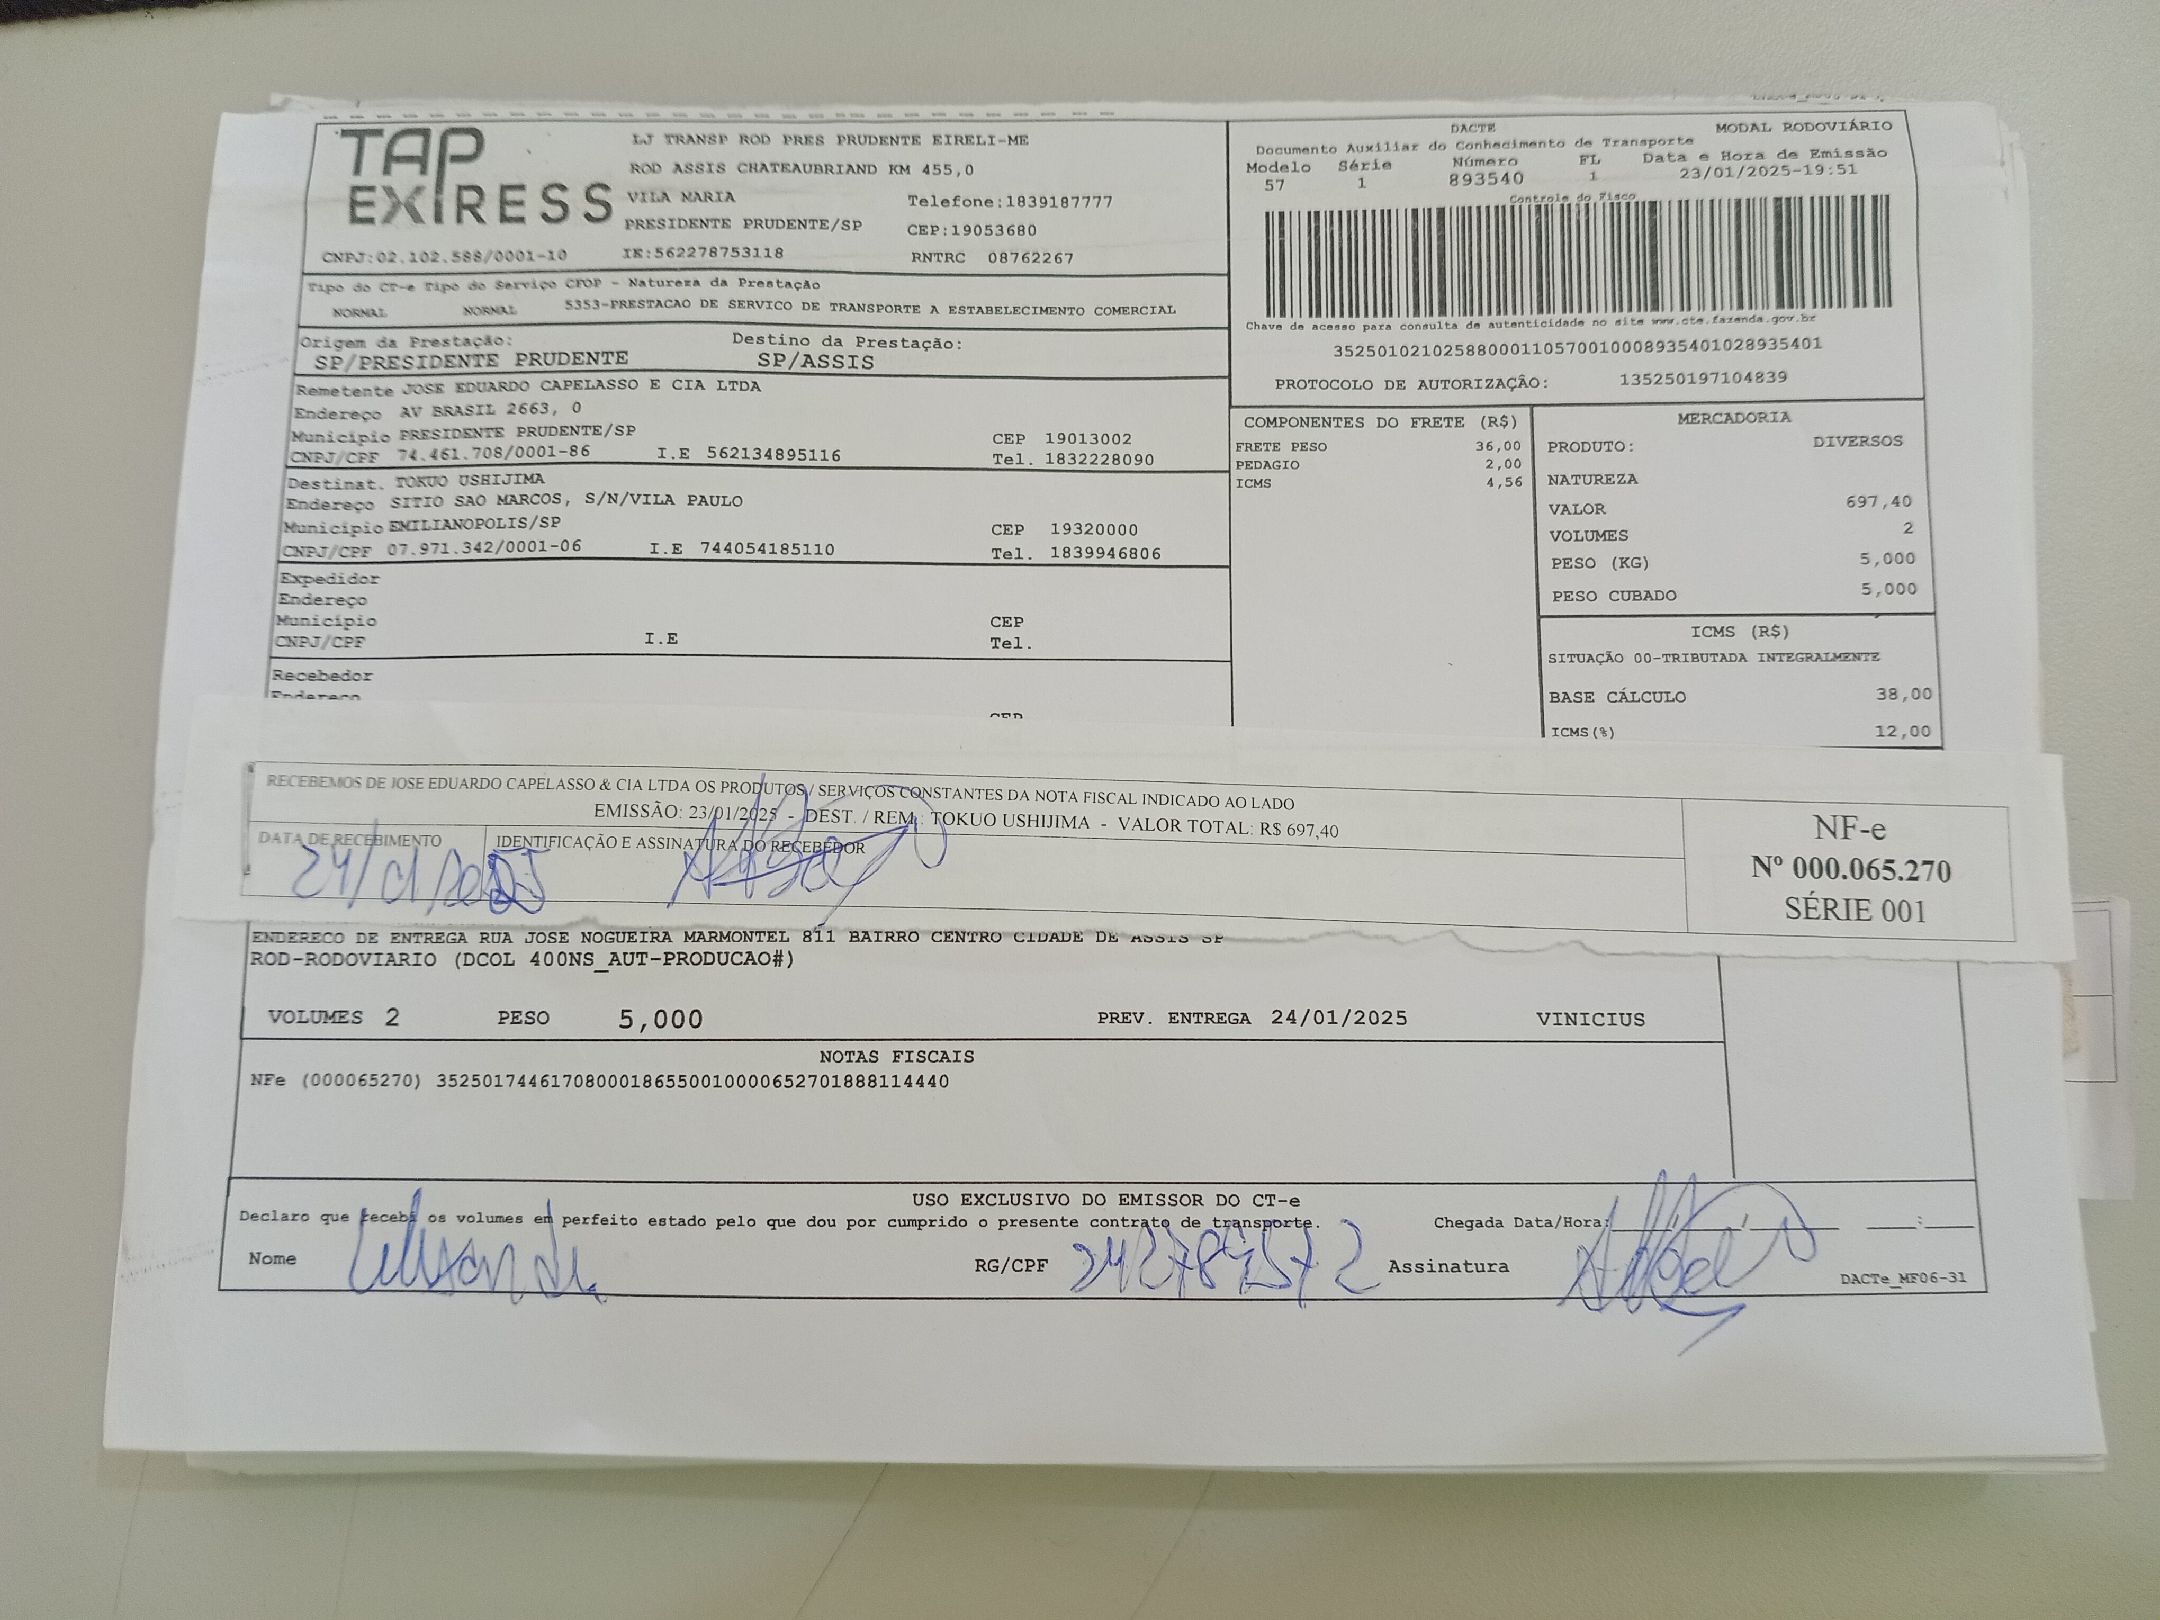 TAP EXPRESS
LJ TRANSP ROD PRES PRUDENTE EIRELI-ME
ROD ASSIS CHATEAUBRIAND KM 455,0
VILA MARIA Telefone:1839187777
PRESIDENTE PRUDENTE/SP CEP:19053680
CNPJ:02.102.588/0001-10 IE:562278753118 RNTRC 08762267
DACTE MODAL RODOVIÁRIO
Documento Auxiliar do Conhecimento de Transporte
Modelo Série Número FL Data e Hora de Emissão
57 1 893540 1 23/01/2025-19:51
Controle do Fisco
Chave de acesso para consulta de autenticidade no site www.cte.fazenda.gov.br
35250102102588000110570010008935401028935401
PROTOCOLO DE AUTORIZAÇÃO: 135250197104839
Tipo do CT-e Tipo do Serviço CFOP - Natureza da Prestação
NORMAL NORMAL 5353-PRESTACAO DE SERVICO DE TRANSPORTE A ESTABELECIMENTO COMERCIAL
Origem da Prestação: Destino da Prestação:
SP/PRESIDENTE PRUDENTE SP/ASSIS
Remetente JOSE EDUARDO CAPELASSO E CIA LTDA
Endereço AV BRASIL 2663, 0
Município PRESIDENTE PRUDENTE/SP CEP 19013002
CNPJ/CPF 74.461.708/0001-86 I.E 562134895116 Tel. 1832228090
Destinat. TOKUO USHIJIMA
Endereço SITIO SAO MARCOS, S/N/VILA PAULO
Município EMILIANOPOLIS/SP CEP 19320000
CNPJ/CPF 07.971.342/0001-06 I.E 744054185110 Tel. 1839946806
Expedidor
Endereço
Município CEP
CNPJ/CPF I.E Tel.
Recebedor
Endereço
CEP
COMPONENTES DO FRETE (R$)
FRETE PESO 36,00
PEDAGIO 2,00
ICMS 4,56
MERCADORIA
PRODUTO: DIVERSOS
NATUREZA
VALOR 697,40
VOLUMES 2
PESO (KG) 5,000
PESO CUBADO 5,000
ICMS (R$)
SITUAÇÃO 00-TRIBUTADA INTEGRALMENTE
BASE CÁLCULO 38,00
ICMS(%) 12,00
RECEBEMOS DE JOSE EDUARDO CAPELASSO & CIA LTDA OS PRODUTOS / SERVIÇOS CONSTANTES DA NOTA FISCAL INDICADO AO LADO
EMISSÃO: 23/01/2025 - DEST. / REM.: TOKUO USHIJIMA - VALOR TOTAL: R$ 697,40
DATA DE RECEBIMENTO IDENTIFICAÇÃO E ASSINATURA DO RECEBEDOR
NF-e
Nº 000.065.270
SÉRIE 001
ENDERECO DE ENTREGA RUA JOSE NOGUEIRA MARMONTEL 811 BAIRRO CENTRO CIDADE DE ASSIS SP
ROD-RODOVIARIO (DCOL 400NS_AUT-PRODUCAO#)
VOLUMES 2 PESO 5,000 PREV. ENTREGA 24/01/2025 VINICIUS
NOTAS FISCAIS
NFe (000065270) 35250174461708000186550010000652701888114440
USO EXCLUSIVO DO EMISSOR DO CT-e
Declaro que recebi os volumes em perfeito estado pelo que dou por cumprido o presente contrato de transporte. Chegada Data/Hora: / / :
Nome RG/CPF Assinatura
DACTe_MF06-31